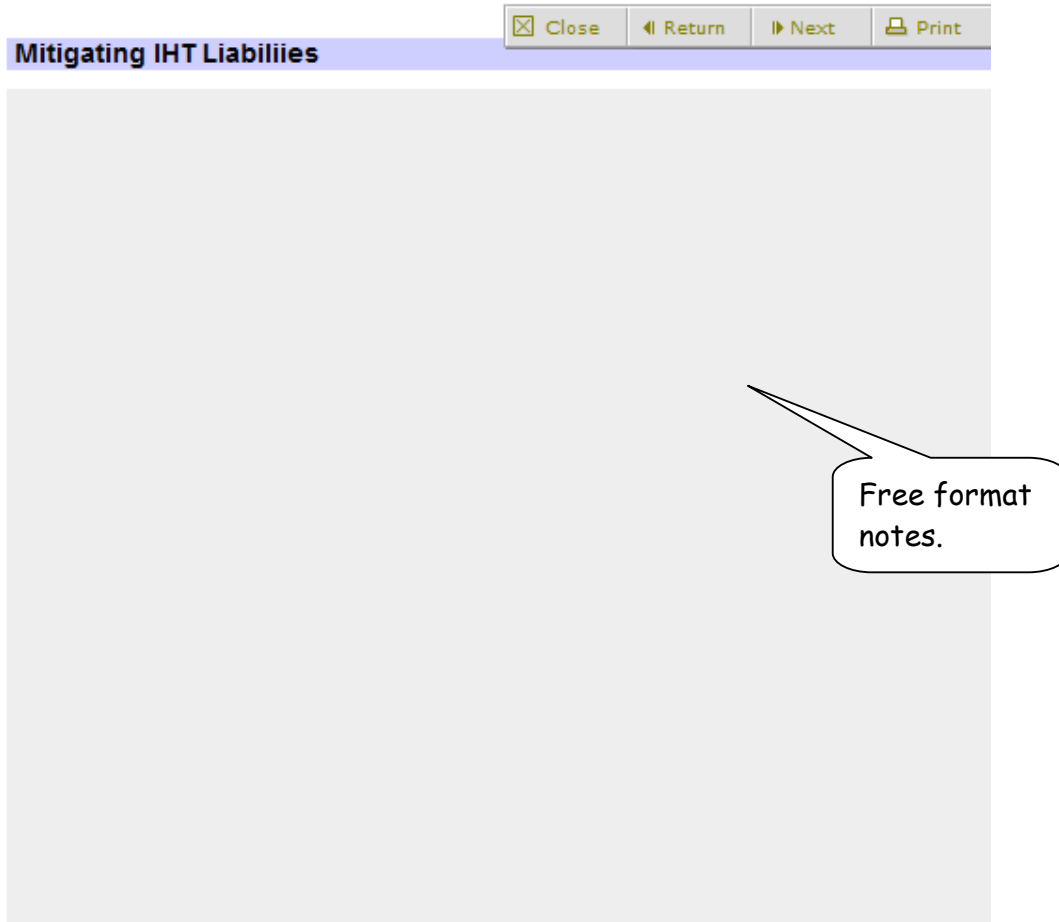 Close Return Next Print
Mitigating IHT Liabiliies
Free format
notes.